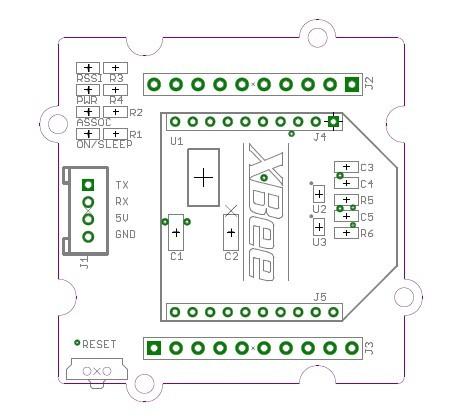 RSSI R3
J2
PWR R4
R2
ASSOC
R1
ON/SLEEP
U1
J4
XBee
C3
C4
R5
C5
R6
U2
U3
TX
RX
5V
GND
J1
C1
C2
J5
RESET
J3